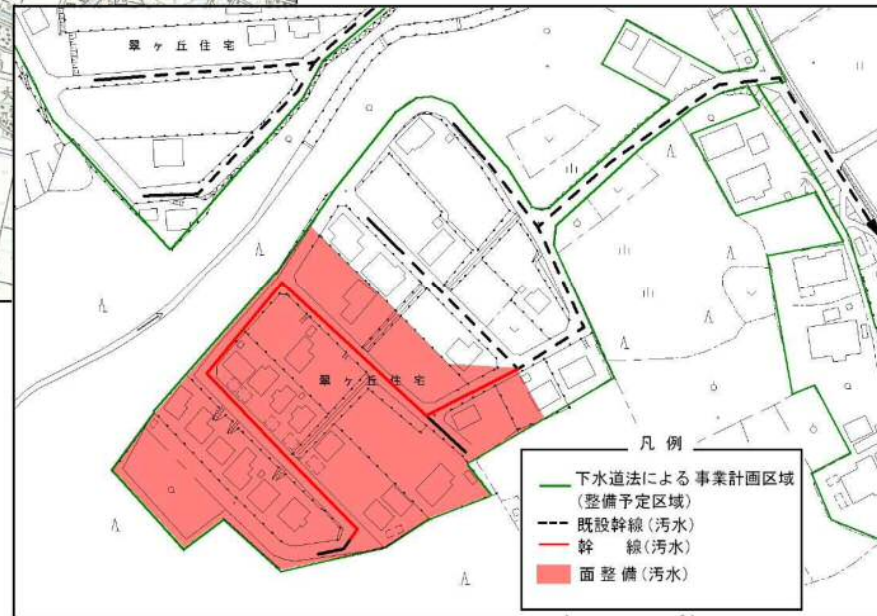 翠ヶ丘住宅
翠ヶ丘住宅
凡例
下水道法による事業計画区域
(整備予定区域)
既設幹線(汚水)
幹　線(汚水)
面整備(汚水)